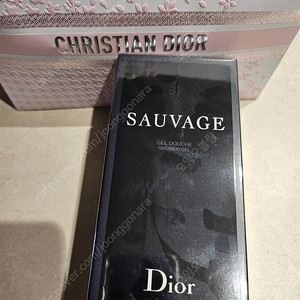 CHRISTIAN DIOR
SAUVAGE
GEL DOUCHE
SHOWER GEL
Dior